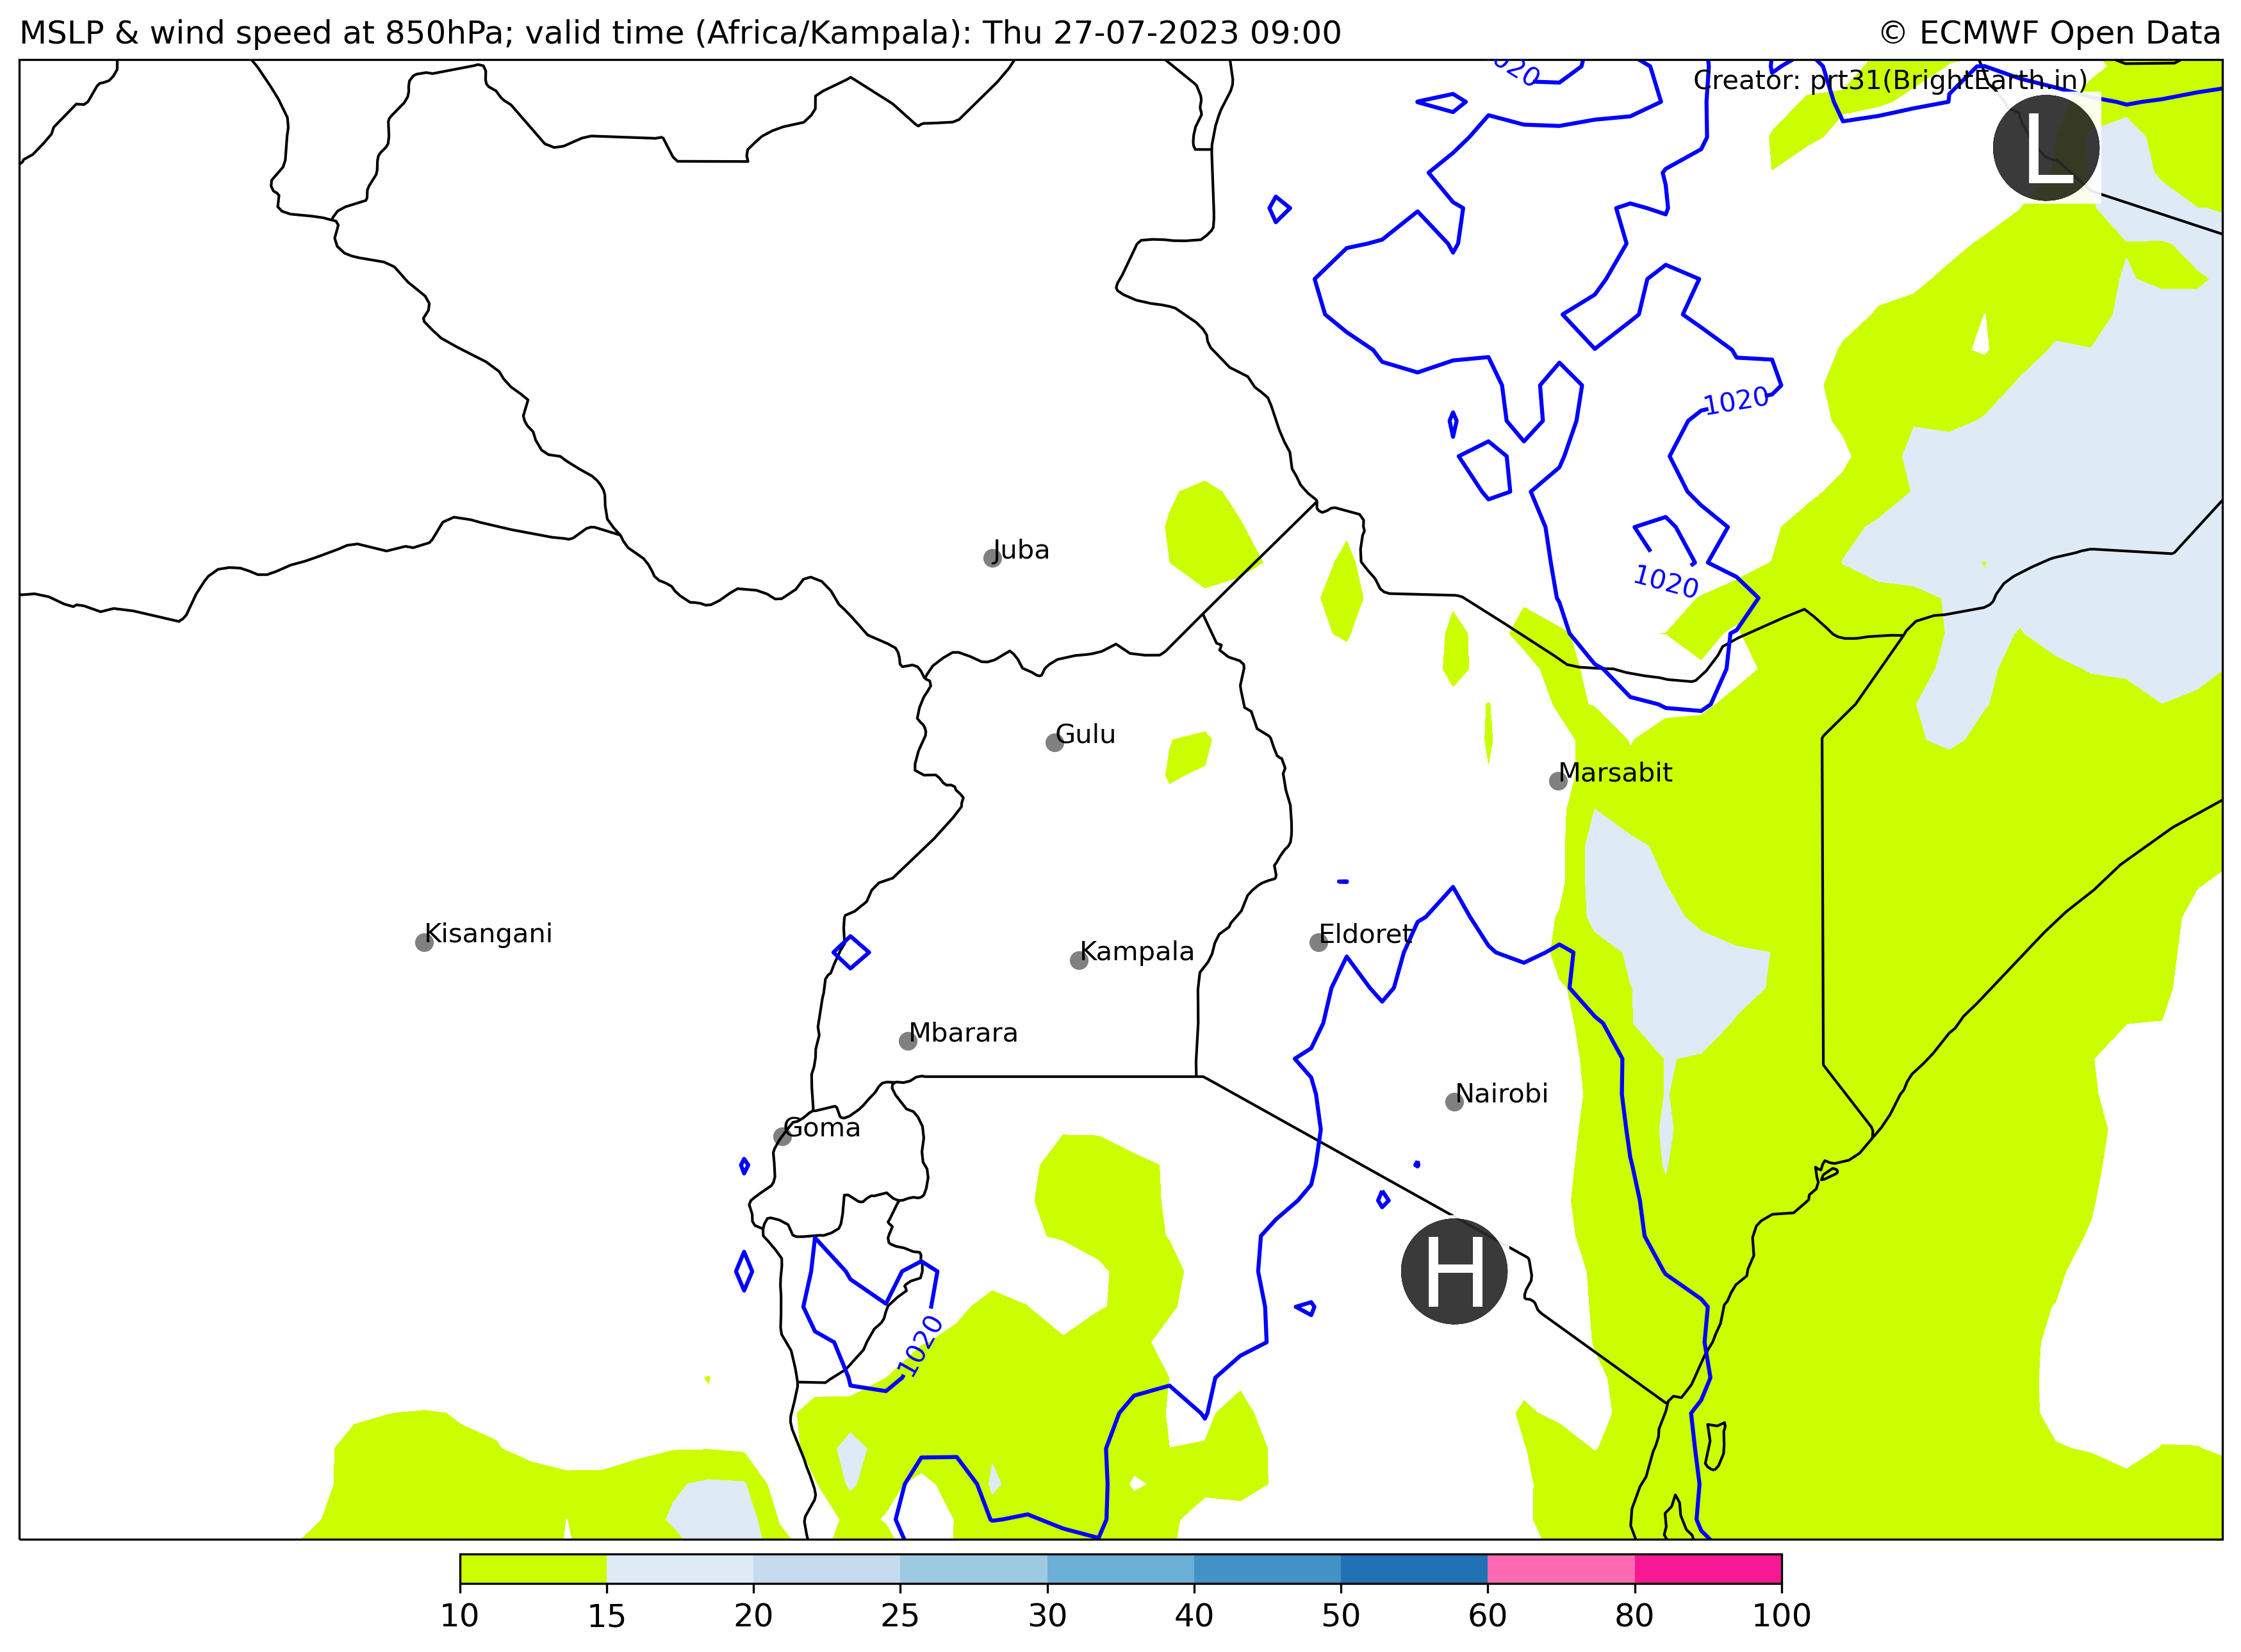 MSLP & wind speed at 850hPa; valid time (Africa/Kampala): Thu 27-07-2023 09:00
© ECMWF Open Data
Creator: prt31(BrightEarth.in)
1020
L
1020
Juba
1020
Gulu
Marsabit
Kisangani
Eldoret
Kampala
Mbarara
Nairobi
Goma
H
1020
10 15 20 25 30 40 50 60 80 100